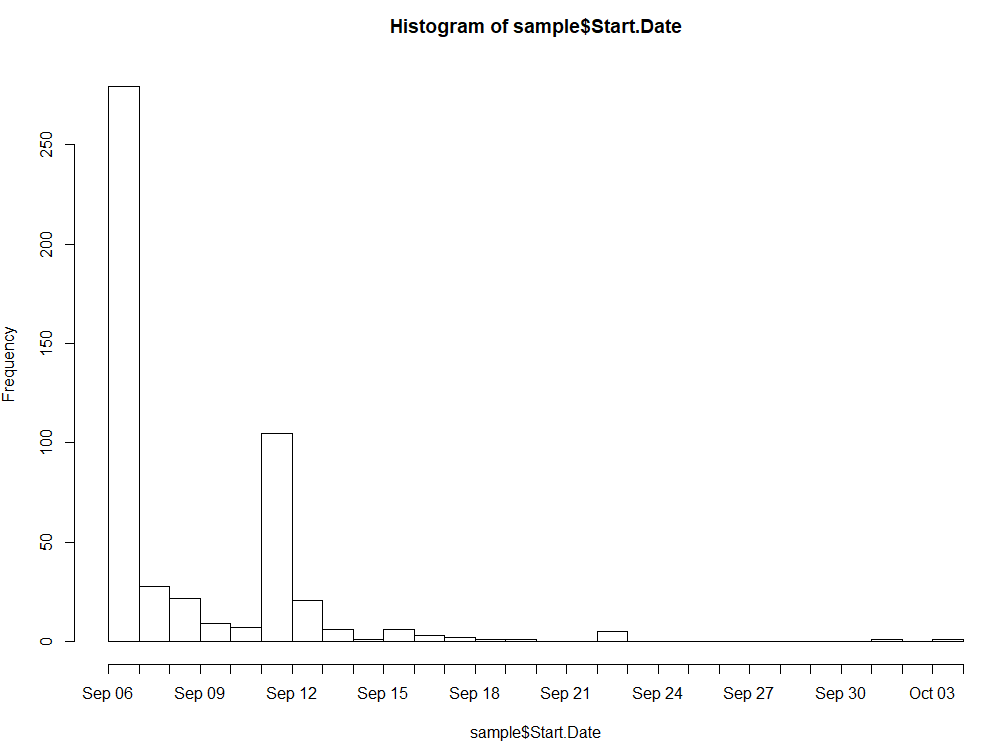 Histogram of sample$Start.Date
Frequency
250
200
150
100
50
0
Sep 06 Sep 09 Sep 12 Sep 15 Sep 18 Sep 21 Sep 24 Sep 27 Sep 30 Oct 03
sample$Start.Date